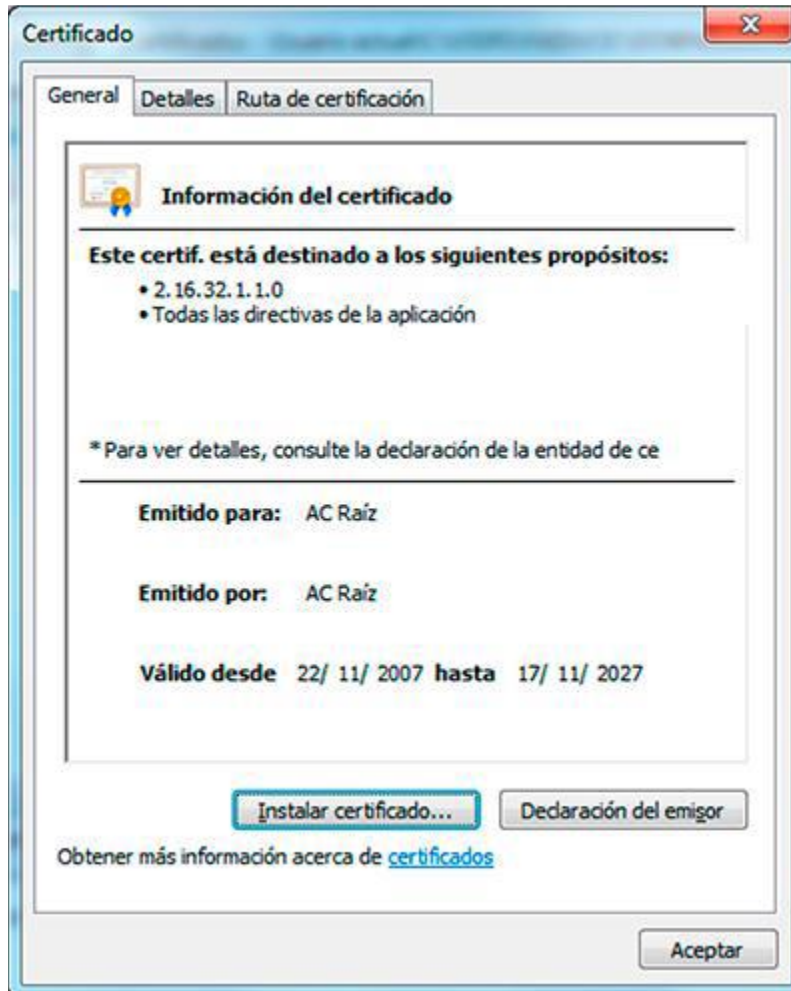 Certificado
General Detalles Ruta de certificación
Información del certificado
Este certif. está destinado a los siguientes propósitos:
• 2.16.32.1.1.0
• Todas las directivas de la aplicación
* Para ver detalles, consulte la declaración de la entidad de ce
Emitido para: AC Raíz
Emitido por: AC Raíz
Válido desde 22/ 11/ 2007 hasta 17/ 11/ 2027
Instalar certificado... Declaración del emisor
Obtener más información acerca de certificados
Aceptar